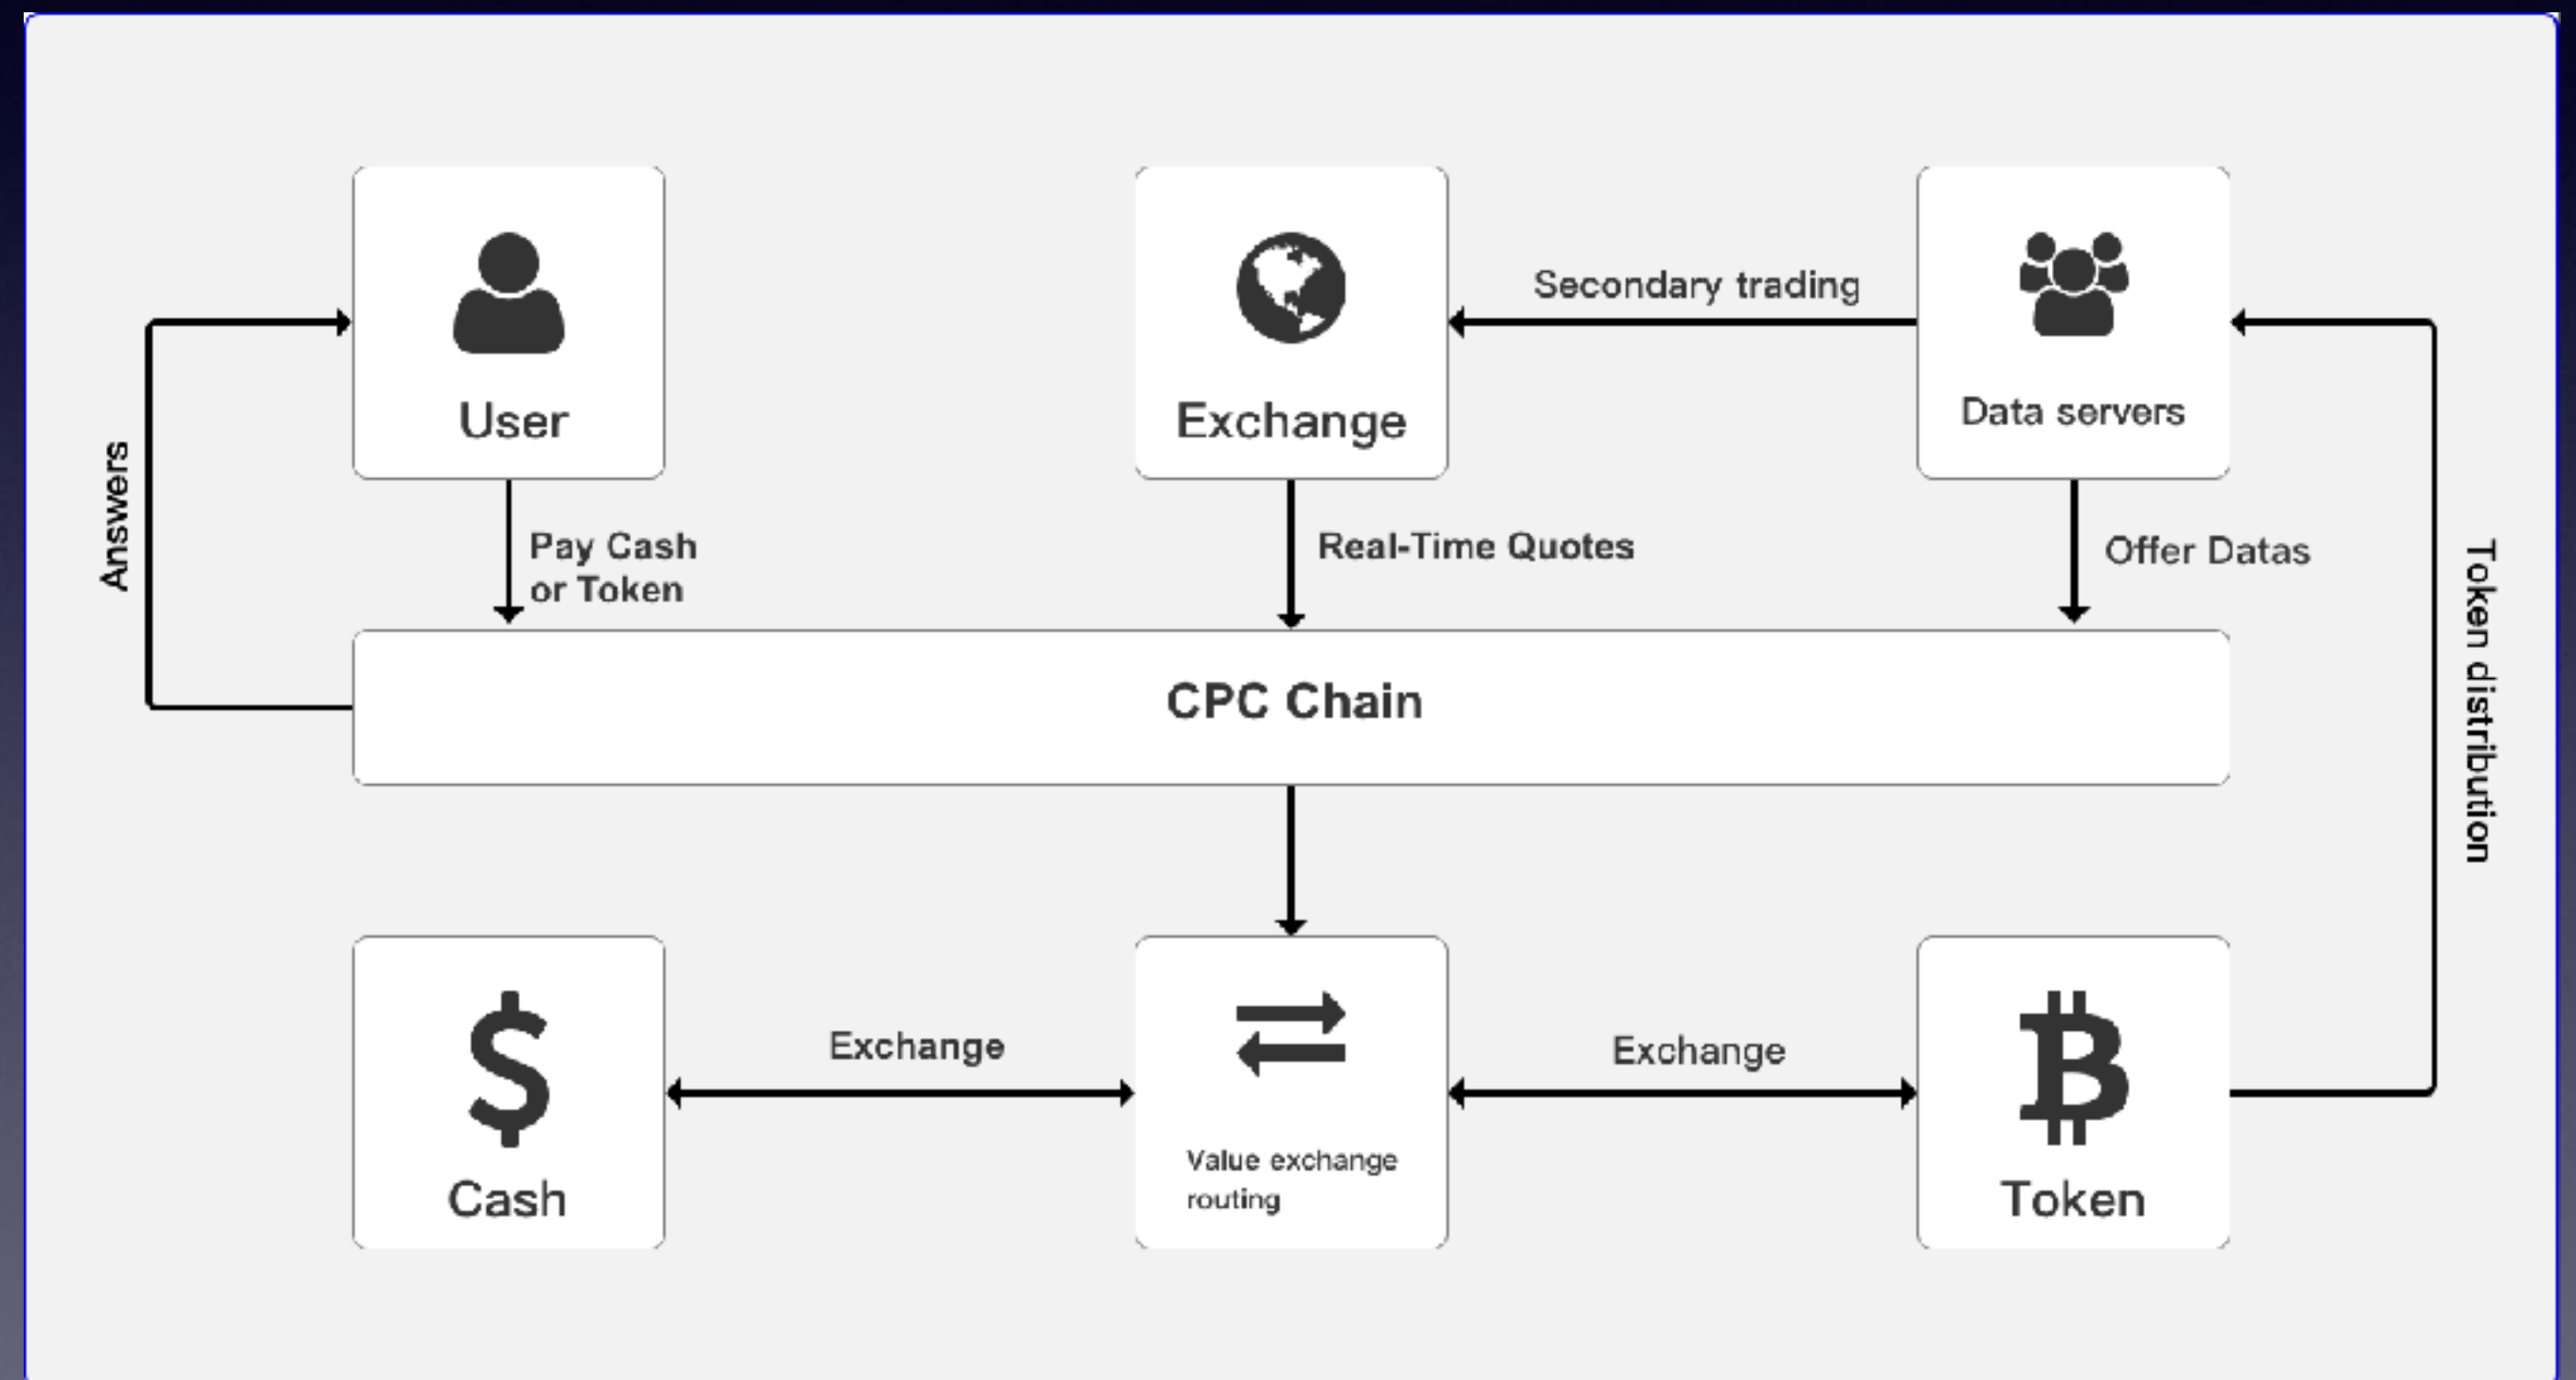 User
Exchange
Data servers
Secondary trading
Answers
Pay Cash
or Token
Real-Time Quotes
Offer Datas
Token distribution
CPC Chain
Cash
Exchange
Value exchange
routing
Exchange
Token